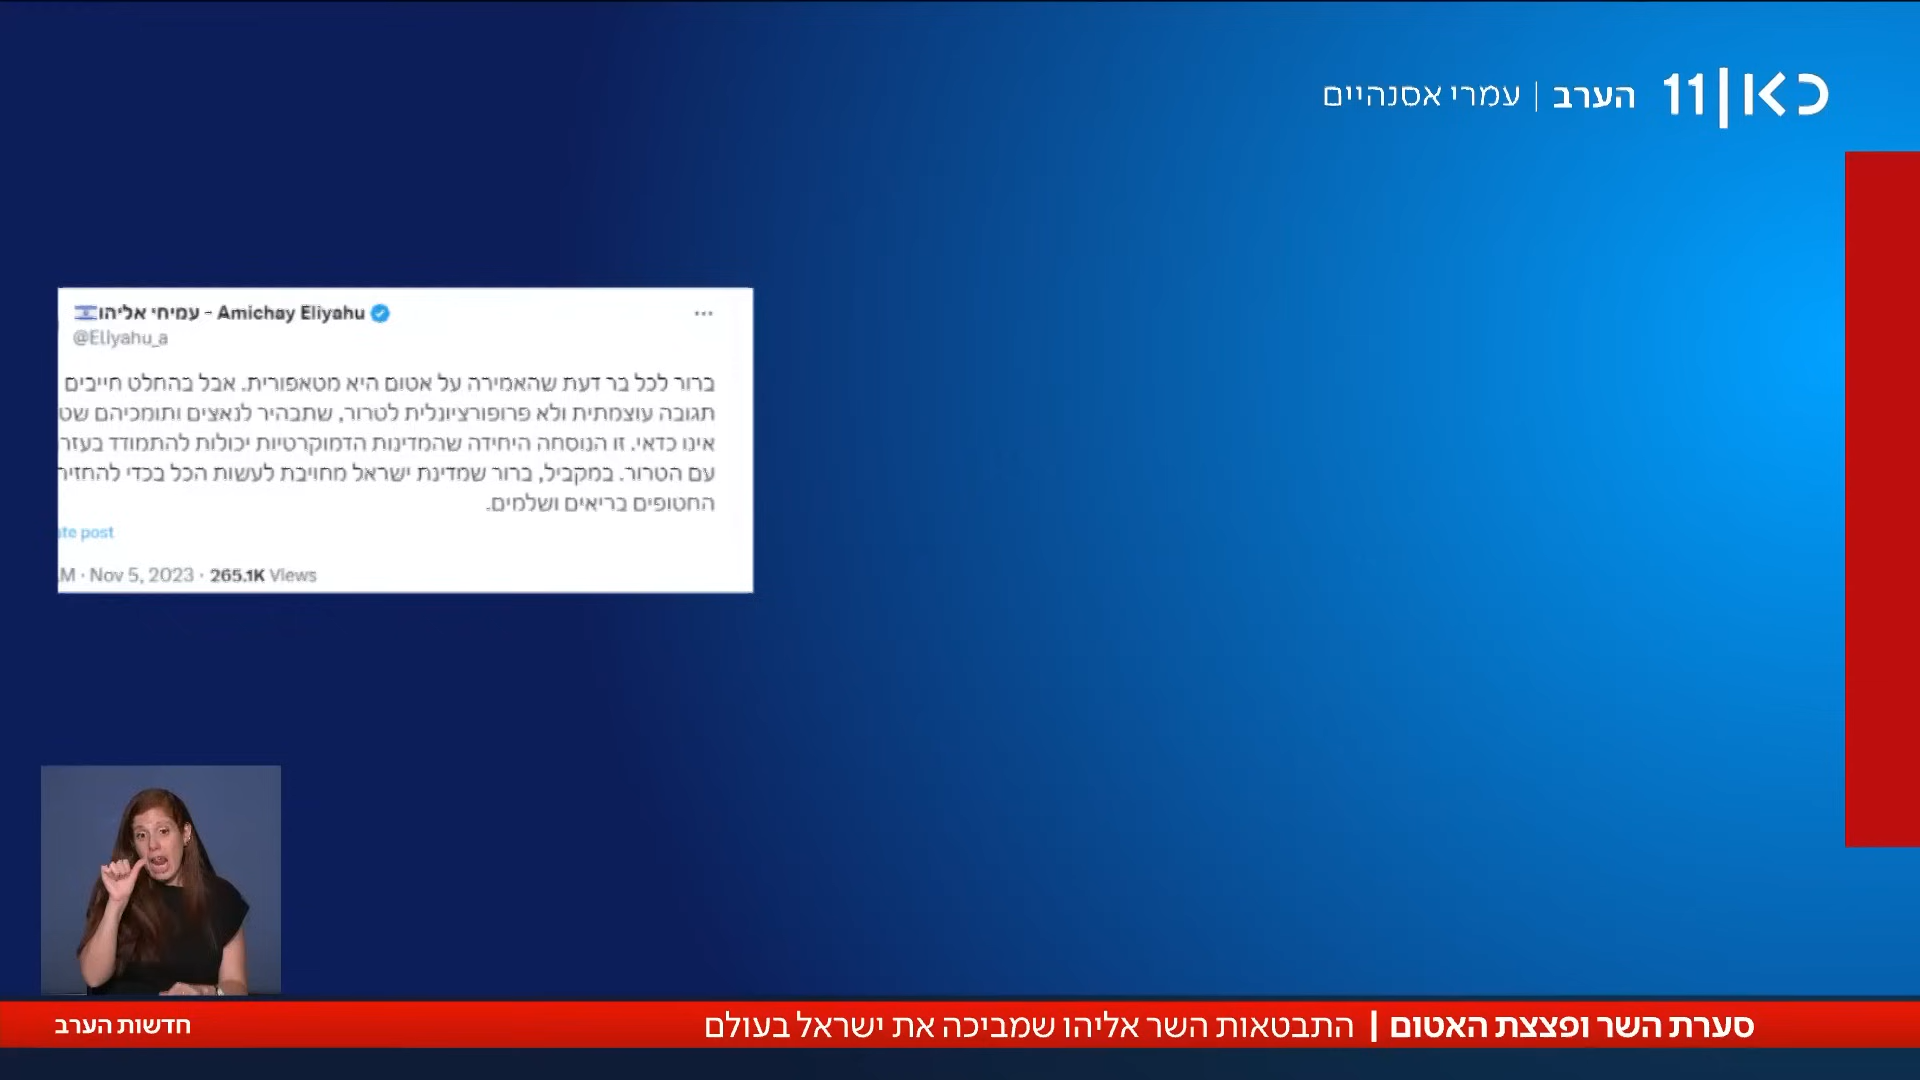 כאן 11 הערב | עמרי אסנהיים
עמיחי אליהו - Amichay Eliyahu
@Eliyahu_a
ברור לכל בר דעת שהאמירה על אטום היא מטאפורית. אבל בהחלט חייבים
תגובה עוצמתית ולא פרופורציונלית לטרור, שתבהיר לנאצים ותומכיהם
אינו כדאי. זו הנוסחה היחידה שהמדינות הדמוקרטיות יכולות להתמודד
עם הטרור. במקביל, ברור שמדינת ישראל מחויבת לעשות הכל בכדי להחזיר
החטופים בריאים ושלמים.
post
Nov 5, 2023 · 265.1K Views
סערת השר ופצצת האטום | התבטאות השר אליהו שמביכה את ישראל בעולם
חדשות הערב